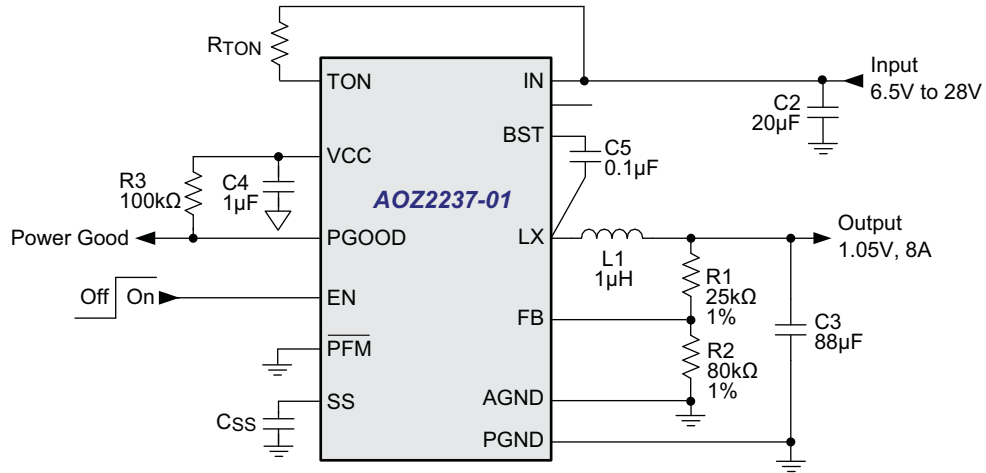 RTON
TON
IN
Input
6.5V to 28V
C2
20µF
BST
C5
0.1µF
VCC
R3
100kΩ
C4
1µF
AOZ2237-01
Power Good
PGOOD
LX
L1
1µH
Output
1.05V, 8A
R1
25kΩ
1%
Off
On
EN
FB
C3
88µF
PFM
R2
80kΩ
1%
SS
CSS
AGND
PGND